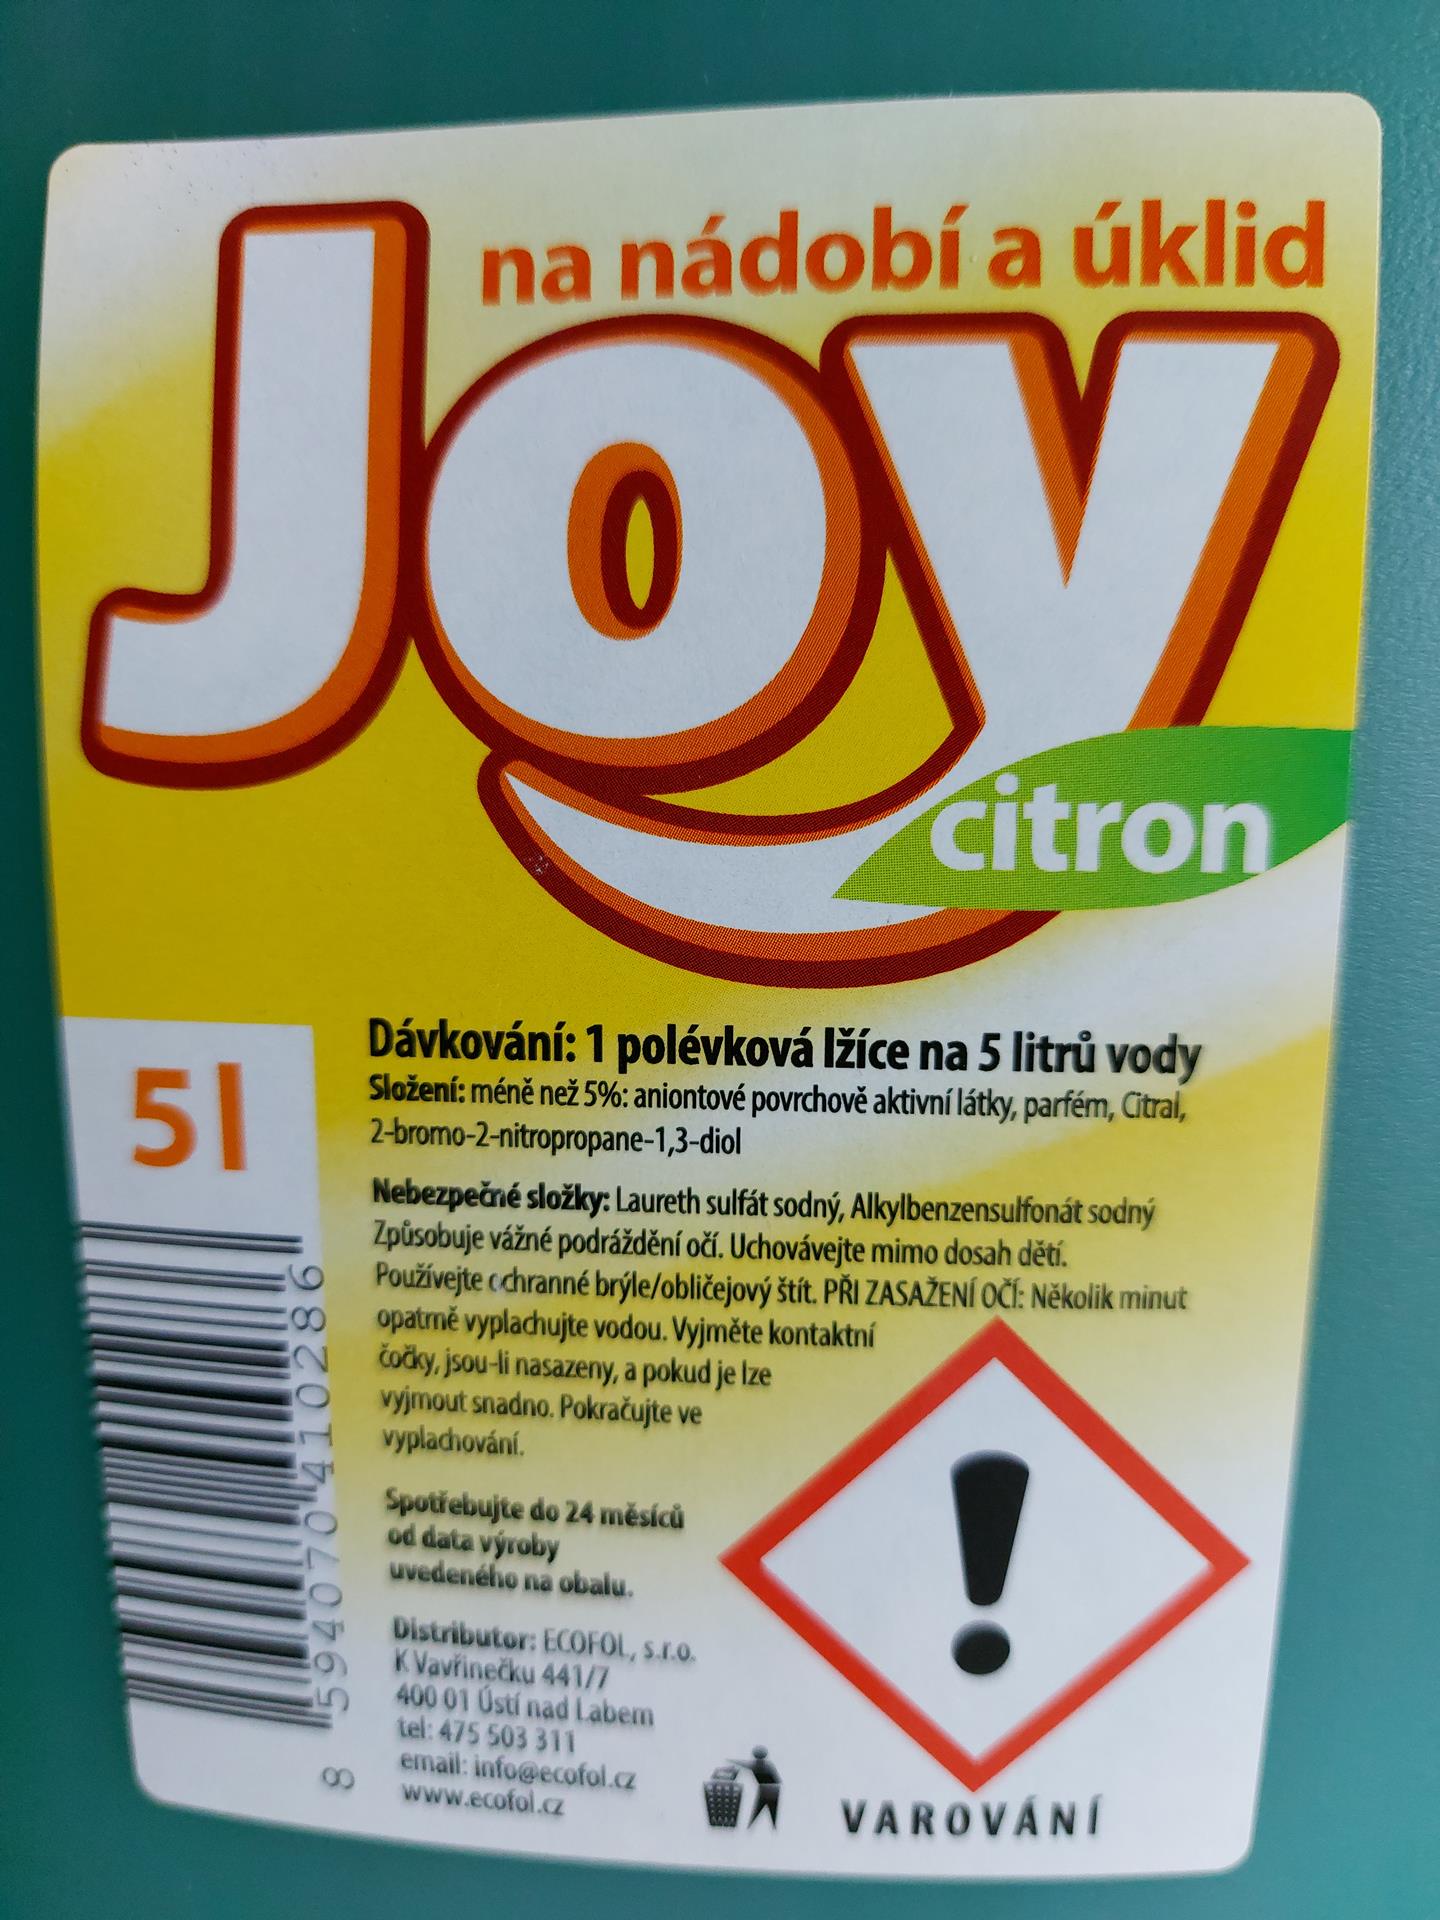 na nádobí a úklid
Joy
citron
5l
Dávkování: 1 polévková lžíce na 5 litrů vody
Složení: méně než 5%: aniontové povrchově aktivní látky, parfém, Citral,
2-bromo-2-nitropropane-1,3-diol
Nebezpečné složky: Laureth sulfát sodný, Alkylbenzensulfonát sodný
Způsobuje vážné podráždění očí. Uchovávejte mimo dosah dětí.
Používejte ochranné brýle/obličejový štít. PŘI ZASAŽENÍ OČÍ: Několik minut
opatrně vyplachujte vodou. Vyjměte kontaktní
čočky, jsou-li nasazeny, a pokud je lze
vyjmout snadno. Pokračujte ve
vyplachování.
Spotřebujte do 24 měsíců
od data výroby
uvedeného na obalu.
Distributor: ECOFOL, s.r.o.
K Vavřinečku 441/7
400 01 Ústí nad Labem
tel: 475 503 311
email: info@ecofol.cz
www.ecofol.cz
VAROVÁNÍ
8 594070 410286